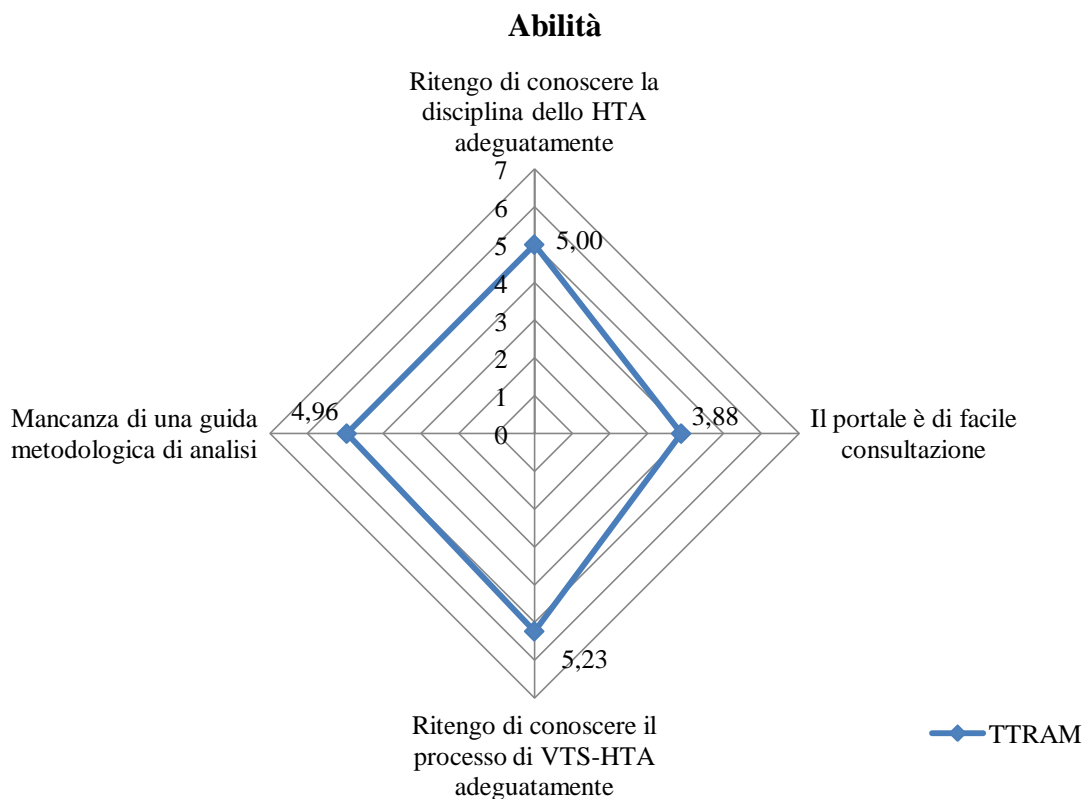 Abilità
Ritengo di conoscere la
disciplina dello HTA
adeguatamente
7
6
5
5,00
4
3
2
1
0
Mancanza di una guida
metodologica di analisi
4,96
3,88
Il portale è di facile
consultazione
5,23
Ritengo di conoscere il
processo di VTS-HTA
adeguatamente
TTRAM